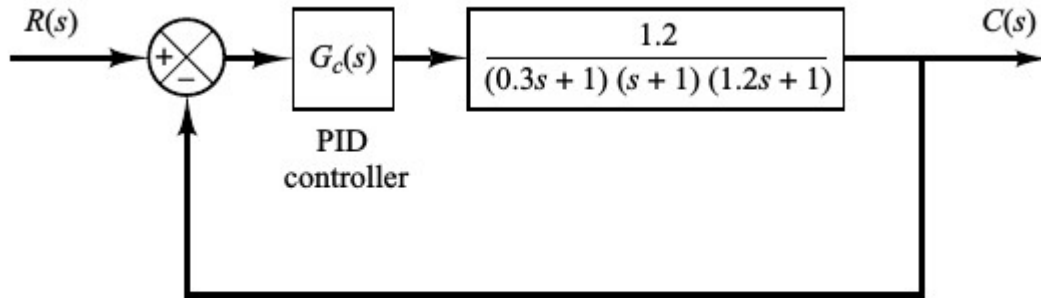 R(s)
C(s)
+
−
G_c(s)
1.2
(0.3s + 1) (s + 1) (1.2s + 1)
PID
controller